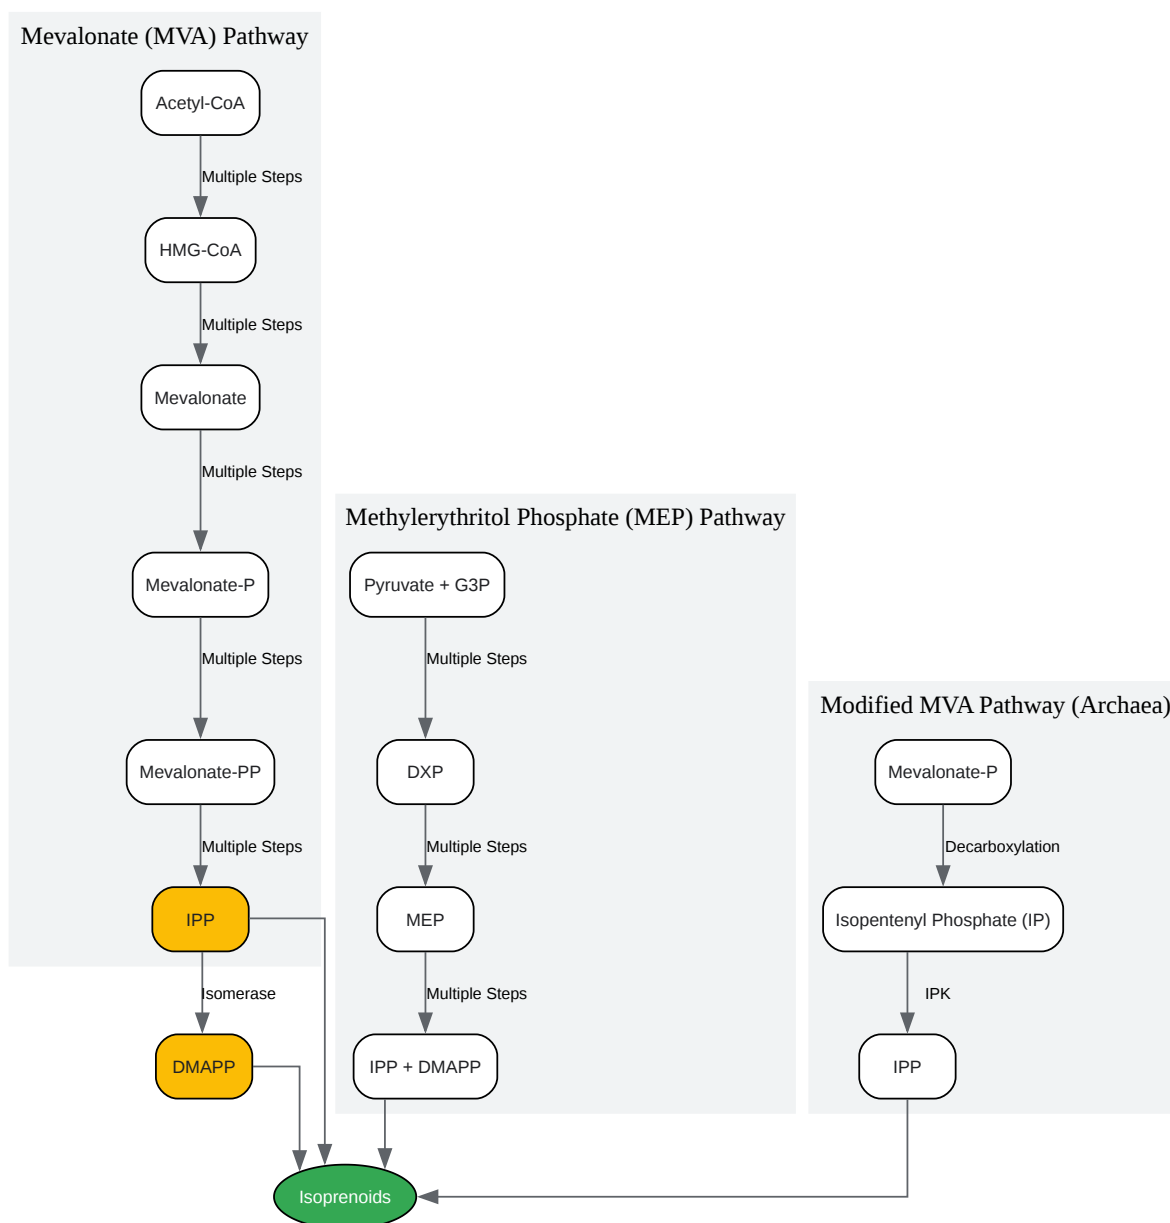 Mevalonate (MVA) Pathway
Acetyl-CoA
Multiple Steps
HMG-CoA
Multiple Steps
Mevalonate
Multiple Steps
Mevalonate-P
Multiple Steps
Mevalonate-PP
Multiple Steps
IPP
Isomerase
DMAPP
Methylerythritol Phosphate (MEP) Pathway
Pyruvate + G3P
Multiple Steps
DXP
Multiple Steps
MEP
Multiple Steps
IPP + DMAPP
Modified MVA Pathway (Archaea)
Mevalonate-P
Decarboxylation
Isopentenyl Phosphate (IP)
IPK
IPP
Isoprenoids